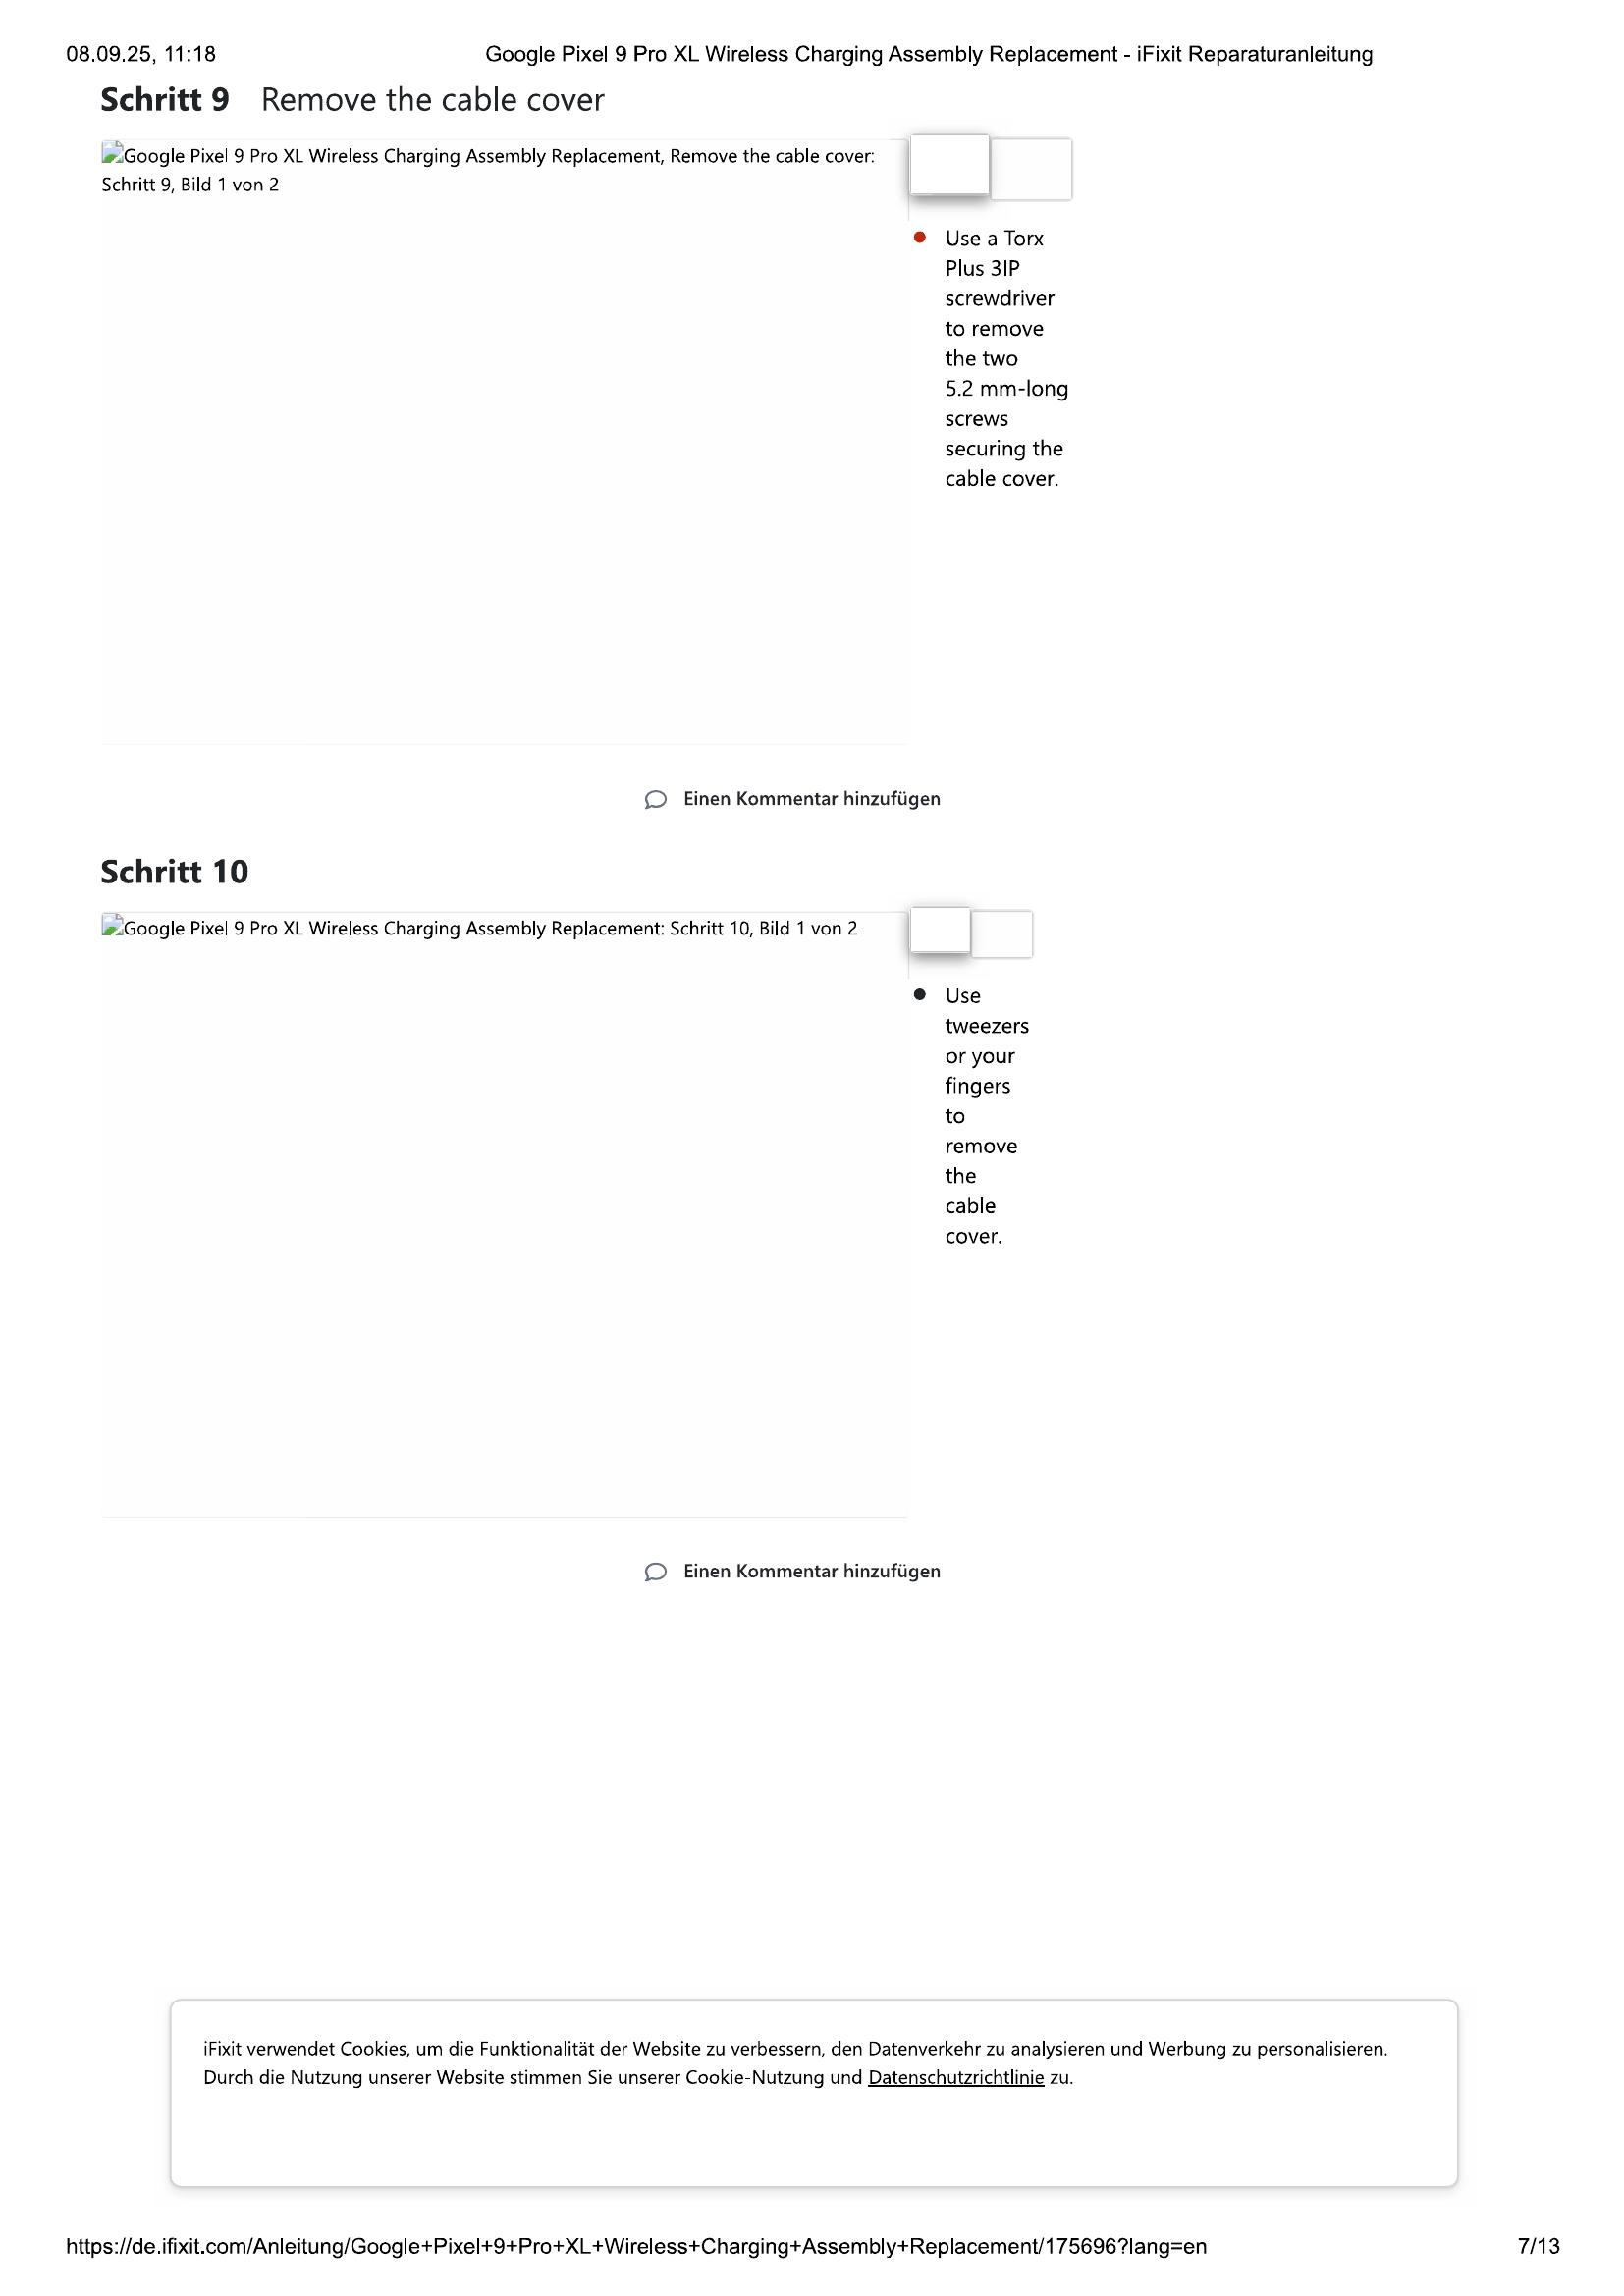 08.09.25, 11:18
Google Pixel 9 Pro XL Wireless Charging Assembly Replacement - iFixit Reparaturanleitung
Schritt 9 Remove the cable cover
Google Pixel 9 Pro XL Wireless Charging Assembly Replacement, Remove the cable cover:
Schritt 9, Bild 1 von 2
Use a Torx
Plus 3IP
screwdriver
to remove
the two
5.2 mm-long
screws
securing the
cable cover.
Einen Kommentar hinzufügen
Schritt 10
Google Pixel 9 Pro XL Wireless Charging Assembly Replacement: Schritt 10, Bild 1 von 2
Use
tweezers
or your
fingers
to
remove
the
cable
cover.
Einen Kommentar hinzufügen
iFixit verwendet Cookies, um die Funktionalität der Website zu verbessern, den Datenverkehr zu analysieren und Werbung zu personalisieren.
Durch die Nutzung unserer Website stimmen Sie unserer Cookie-Nutzung und Datenschutzrichtlinie zu.
https://de.ifixit.com/Anleitung/Google+Pixel+9+Pro+XL+Wireless+Charging+Assembly+Replacement/175696?lang=en
7/13